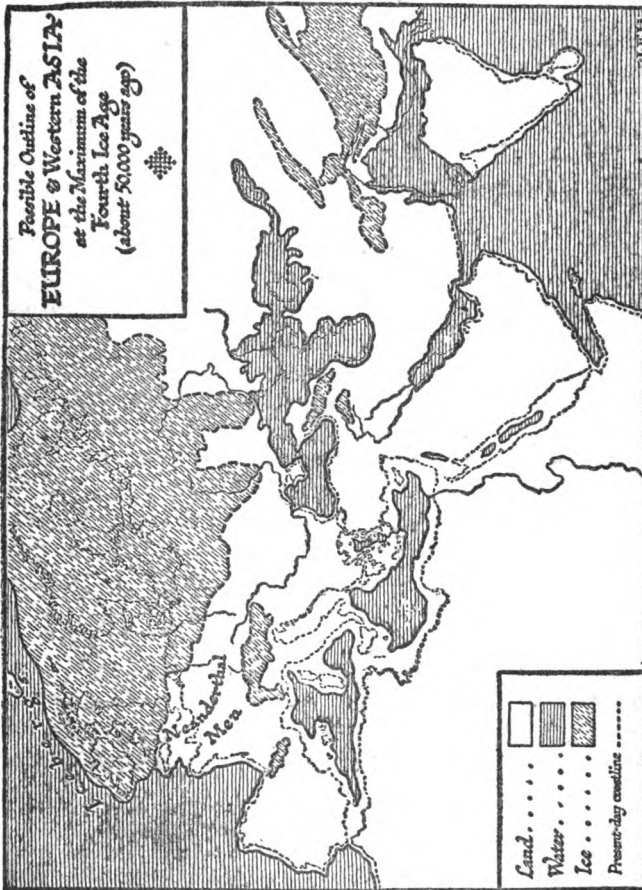 Possible Outline of
EUROPE & Western ASIA
at the Maximum of the
Fourth Ice Age
(about 50,000 years ago)
Neanderthal
Men
Land.....
Water.....
Ice......
Present-day coastline